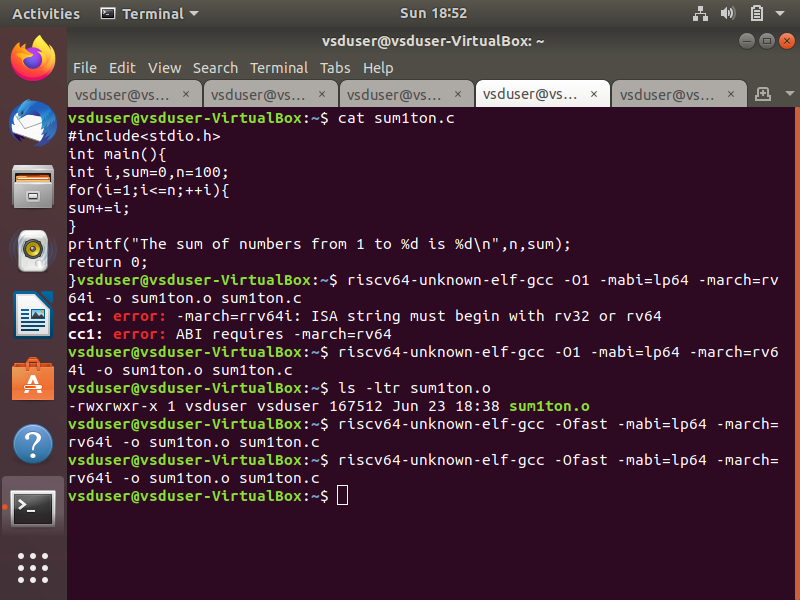 Activities Terminal Sun 18:52
vsduser@vsduser-VirtualBox: ~
File Edit View Search Terminal Tabs Help
vsduser@vs... × vsduser@vs... × vsduser@vs... × vsduser@vs... × vsduser@vs... ×
vsduser@vsduser-VirtualBox:~$ cat sum1ton.c
#include<stdio.h>
int main(){
int i,sum=0,n=100;
for(i=1;i<=n;++i){
sum+=i;
}
printf("The sum of numbers from 1 to %d is %d\n",n,sum);
return 0;
}vsduser@vsduser-VirtualBox:~$ riscv64-unknown-elf-gcc -O1 -mabi=lp64 -march=rv
64i -o sum1ton.o sum1ton.c
cc1: error: -march=rrv64i: ISA string must begin with rv32 or rv64
cc1: error: ABI requires -march=rv64
vsduser@vsduser-VirtualBox:~$ riscv64-unknown-elf-gcc -O1 -mabi=lp64 -march=rv6
4i -o sum1ton.o sum1ton.c
vsduser@vsduser-VirtualBox:~$ ls -ltr sum1ton.o
-rwxrwxr-x 1 vsduser vsduser 167512 Jun 23 18:38 sum1ton.o
vsduser@vsduser-VirtualBox:~$ riscv64-unknown-elf-gcc -Ofast -mabi=lp64 -march=
rv64i -o sum1ton.o sum1ton.c
vsduser@vsduser-VirtualBox:~$ riscv64-unknown-elf-gcc -Ofast -mabi=lp64 -march=
rv64i -o sum1ton.o sum1ton.c
vsduser@vsduser-VirtualBox:~$